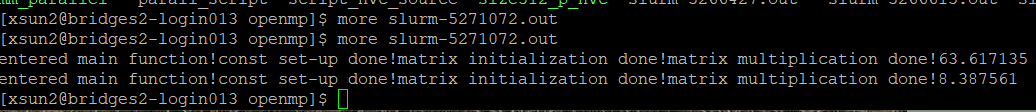 [xsun2@bridges2-login013 openmp]$ more slurm-5271072.out
[xsun2@bridges2-login013 openmp]$ more slurm-5271072.out
entered main function!const set-up done!matrix initialization done!matrix multiplication done!63.617135
entered main function!const set-up done!matrix initialization done!matrix multiplication done!8.387561
[xsun2@bridges2-login013 openmp]$